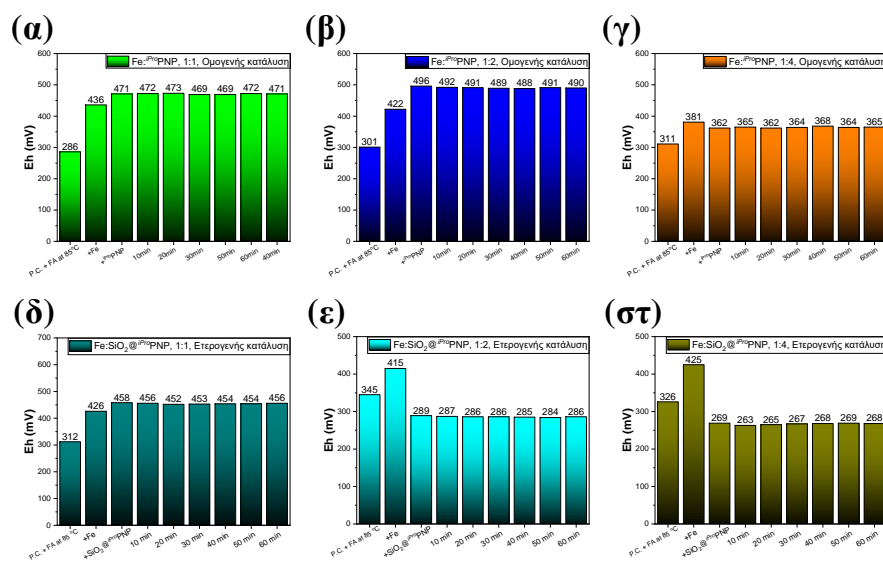 (α)
Fe:iProPNP, 1:1, Ομογενής κατάλυση
Eh (mV)
600
500
400
300
200
100
0
286
436
471
472
473
469
469
472
471
P.c. + FA at 85 °C
+Fe
+iProPNP
10min
20min
30min
50min
60min
40min
(β)
Fe:iProPNP, 1:2, Ομογενής κατάλυση
Eh (mV)
600
500
400
300
200
100
0
301
422
496
492
491
489
488
491
490
P.c. + FA at 85°C
+Fe
+iProPNP
10min
20min
30min
40min
50min
60min
(γ)
Fe:iProPNP, 1:4, Ομογενής κατάλυση
Eh (mV)
600
500
400
300
200
100
0
311
381
362
365
362
364
368
364
365
P.c. + FA at 85°C
+Fe
+iProPNP
10min
20min
30min
40min
50min
60min
(δ)
Fe:SiO2@iProPNP, 1:1, Ετερογενής κατάλυση
Eh (mV)
700
600
500
400
300
200
100
0
312
426
458
456
452
453
454
454
456
P.c. + FA at 85 °C
+Fe
+SiO2@iProPNP
10 min
20 min
30 min
40 min
50 min
60 min
(ε)
Fe:SiO2@iProPNP, 1:2, Ετερογενής κατάλυση
Eh (mV)
500
400
300
200
100
0
345
415
289
287
286
286
285
284
286
P.c. + FA at 85 °C
+Fe
+SiO2@iProPNP
10 min
20 min
30 min
40 min
50 min
60 min
(στ)
Fe:SiO2@iProPNP, 1:4, Ετερογενής κατάλυση
Eh (mV)
500
400
300
200
100
0
326
425
269
263
265
267
268
269
268
P.c. + FA at 85 °C
+Fe
+SiO2@iProPNP
10 min
20 min
30 min
40 min
50 min
60 min